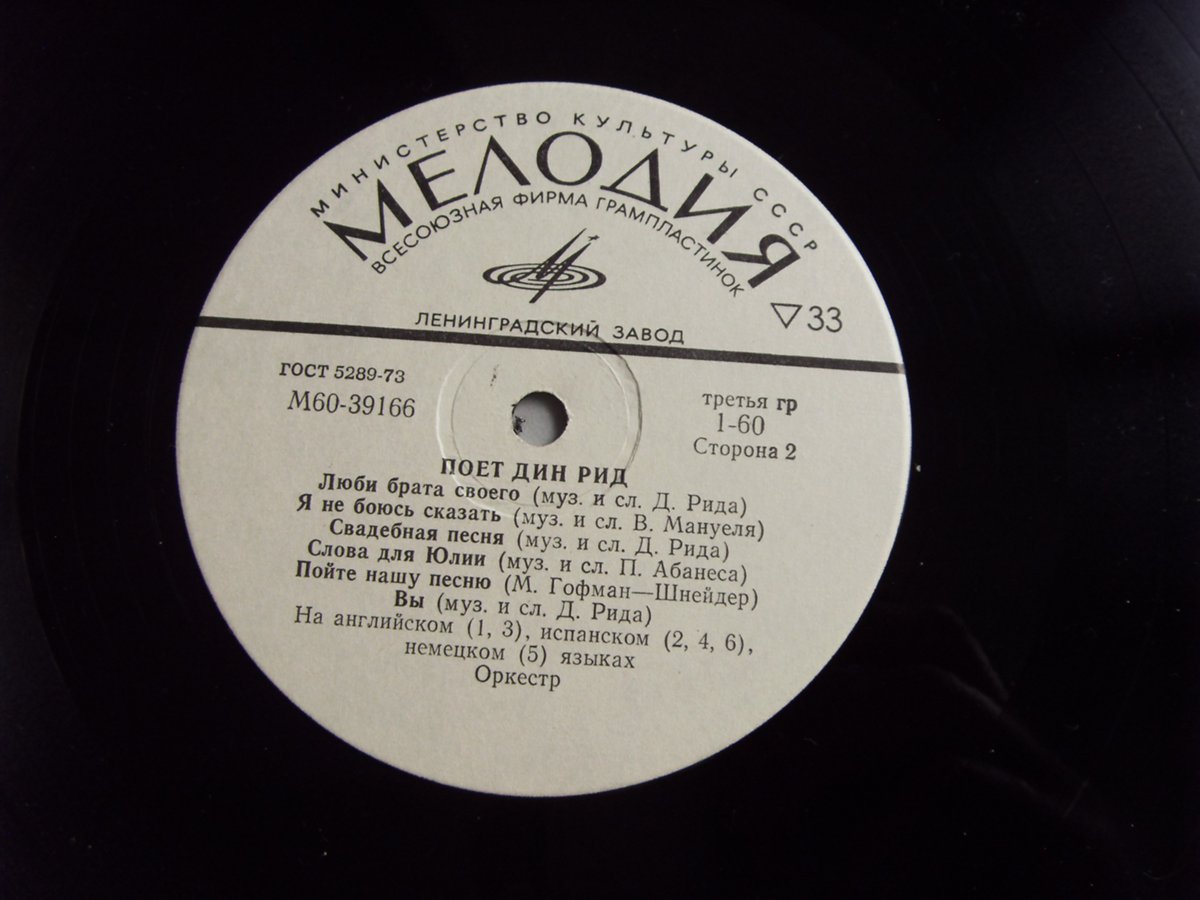 МИНИСТЕРСТВО КУЛЬТУРЫ СССР
МЕЛОДИЯ
ВСЕСОЮЗНАЯ ФИРМА ГРАМПЛАСТИНОК
33
ЛЕНИНГРАДСКИЙ ЗАВОД
ГОСТ 5289-73
М60-39166
третья гр
1-60
Сторона 2
ПОЕТ ДИН РИД
Люби брата своего (муз. и сл. Д. Рида)
Я не боюсь сказать (муз. и сл. В. Мануеля)
Свадебная песня (муз. и сл. Д. Рида)
Слова для Юлии (муз. и сл. П. Абанеса)
Пойте нашу песню (М. Гофман—Шнейдер)
Вы (муз. и сл. Д. Рида)
На английском (1, 3), испанском (2, 4, 6),
немецком (5) языках
Оркестр